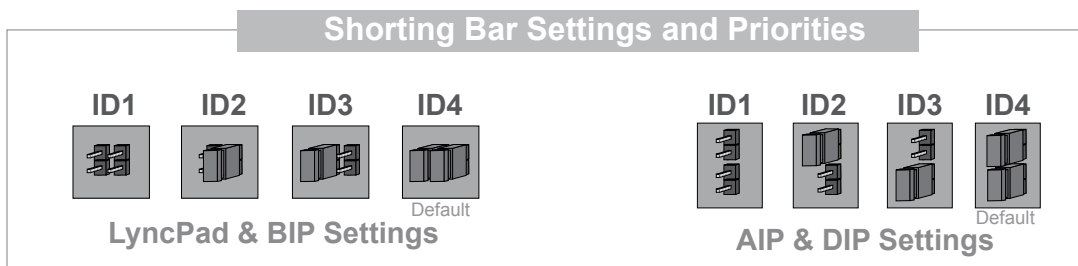 Shorting Bar Settings and Priorities
ID1 ID2 ID3 ID4
Default
LyncPad & BIP Settings
ID1 ID2 ID3 ID4
Default
AIP & DIP Settings